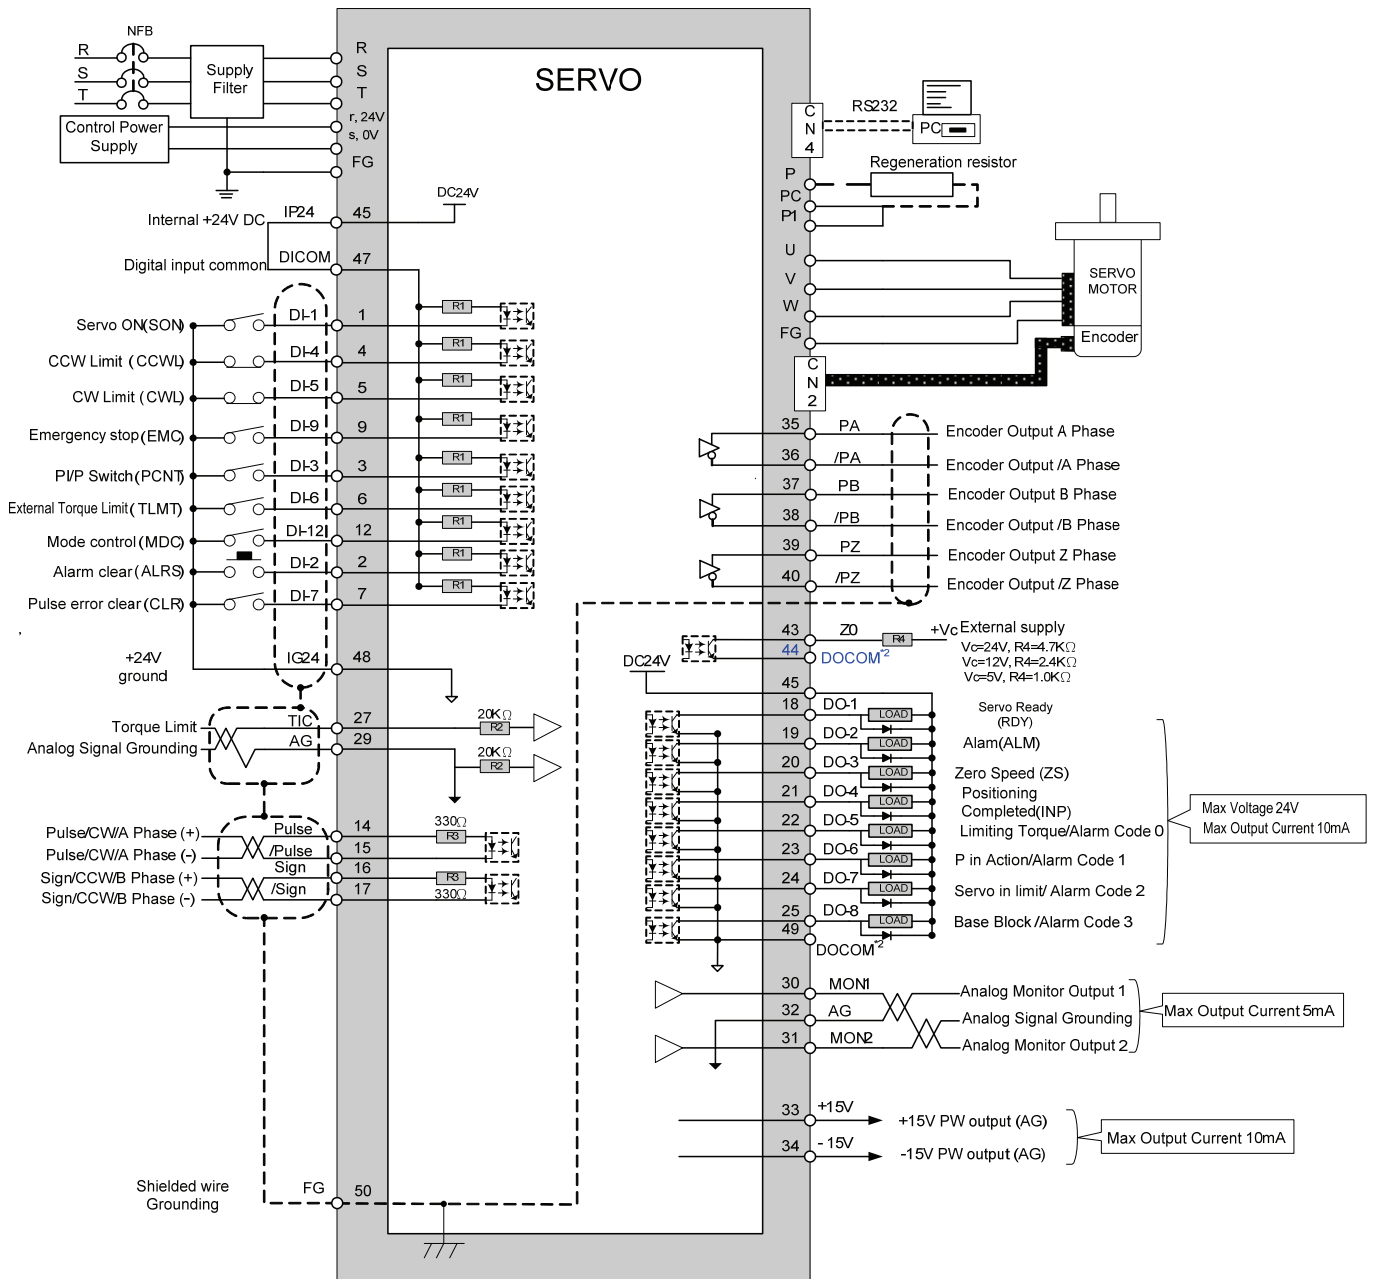 SERVO
NFB
R
S
T
Supply
Filter
Control Power
Supply
R
S
T
r, 24V
s, 0V
FG
DC24V
Internal +24V DC
IP24
45
Digital input common
DICOM
47
Servo ON(SON)
DI-1
1
R1
CCW Limit (CCWL)
DI-4
4
R1
CW Limit (CWL)
DI-5
5
R1
Emergency stop(EMC)
DI-9
9
R1
PI/P Switch(PCNT)
DI-3
3
R1
External Torque Limit(TLMT)
DI-6
6
R1
Mode control(MDC)
DI-12
12
R1
Alarm clear(ALRS)
DI-2
2
R1
Pulse error clear(CLR)
DI-7
7
R1
,
+24V
ground
IG24
48
Torque Limit
TIC
27
20KΩ
R2
Analog Signal Grounding
AG
29
20KΩ
R2
Pulse/CW/A Phase (+)
Pulse
14
330Ω
R3
Pulse/CW/A Phase (-)
/Pulse
15
Sign/CCW/B Phase (+)
Sign
16
R3
330Ω
Sign/CCW/B Phase (-)
/Sign
17
Shielded wire
Grounding
FG
50
C
N
4
RS232
PC
Regeneration resistor
P
PC
P1
U
V
W
FG
SERVO
MOTOR
Encoder
C
N
2
35
PA
Encoder Output A Phase
36
/PA
Encoder Output /A Phase
37
PB
Encoder Output B Phase
38
/PB
Encoder Output /B Phase
39
PZ
Encoder Output Z Phase
40
/PZ
Encoder Output /Z Phase
43
Z0
R4
+Vc
External supply
Vc=24V, R4=4.7KΩ
Vc=12V, R4=2.4KΩ
Vc=5V, R4=1.0KΩ
44
DOCOM*2
DC24V
45
18
DO-1
LOAD
Servo Ready
(RDY)
19
DO-2
LOAD
Alam(ALM)
20
DO-3
LOAD
Zero Speed (ZS)
21
DO-4
LOAD
Positioning
Completed(INP)
22
DO-5
LOAD
Limiting Torque/Alarm Code 0
23
DO-6
LOAD
P in Action/Alarm Code 1
24
DO-7
LOAD
Servo in limit/ Alarm Code 2
25
DO-8
LOAD
Base Block /Alarm Code 3
49
DOCOM*2
Max Voltage 24V
Max Output Current 10mA
30
MON1
Analog Monitor Output 1
32
AG
Analog Signal Grounding
31
MON2
Analog Monitor Output 2
Max Output Current 5mA
33
+15V
+15V PW output (AG)
34
- 15V
-15V PW output (AG)
Max Output Current 10mA